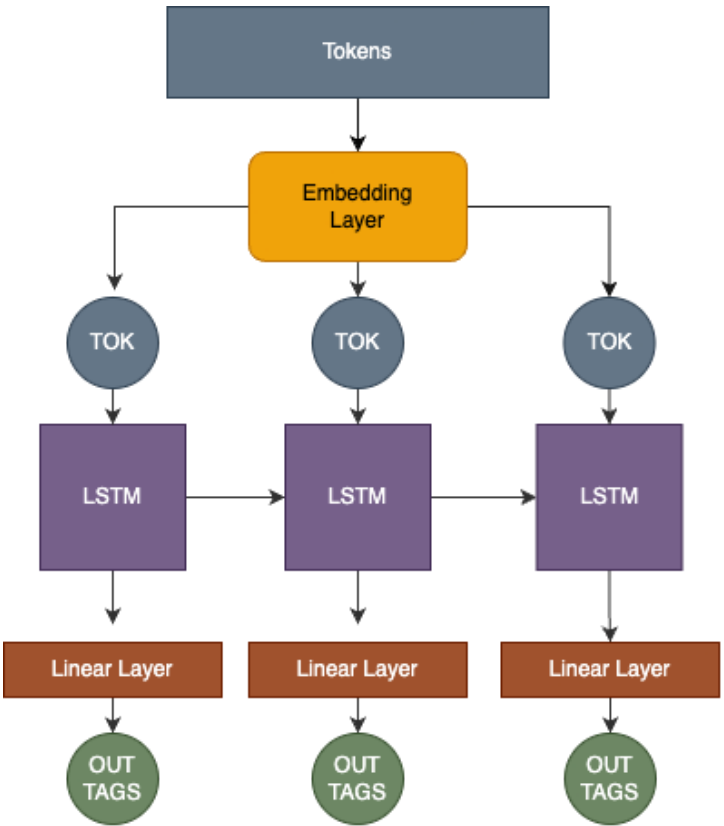 Tokens
Embedding
Layer
TOK
TOK
TOK
LSTM
LSTM
LSTM
Linear Layer
Linear Layer
Linear Layer
OUT
TAGS
OUT
TAGS
OUT
TAGS